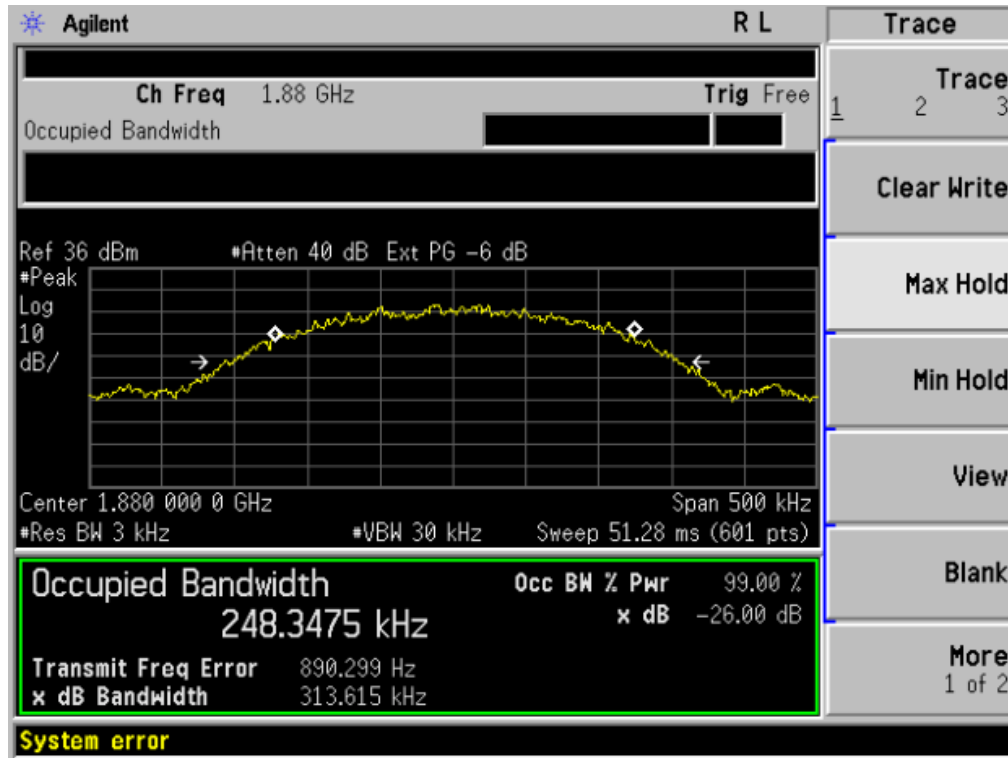 Agilent R L Trace
Ch Freq 1.88 GHz Trig Free
Occupied Bandwidth
Trace
1 2 3
Clear Write
Max Hold
Min Hold
View
Blank
More
1 of 2
Ref 36 dBm #Atten 40 dB Ext PG -6 dB
#Peak
Log
10
dB/
Center 1.880 000 0 GHz Span 500 kHz
#Res BW 3 kHz #VBW 30 kHz Sweep 51.28 ms (601 pts)
Occupied Bandwidth Occ BW % Pwr 99.00 %
248.3475 kHz x dB -26.00 dB
Transmit Freq Error 890.299 Hz
x dB Bandwidth 313.615 kHz
System error